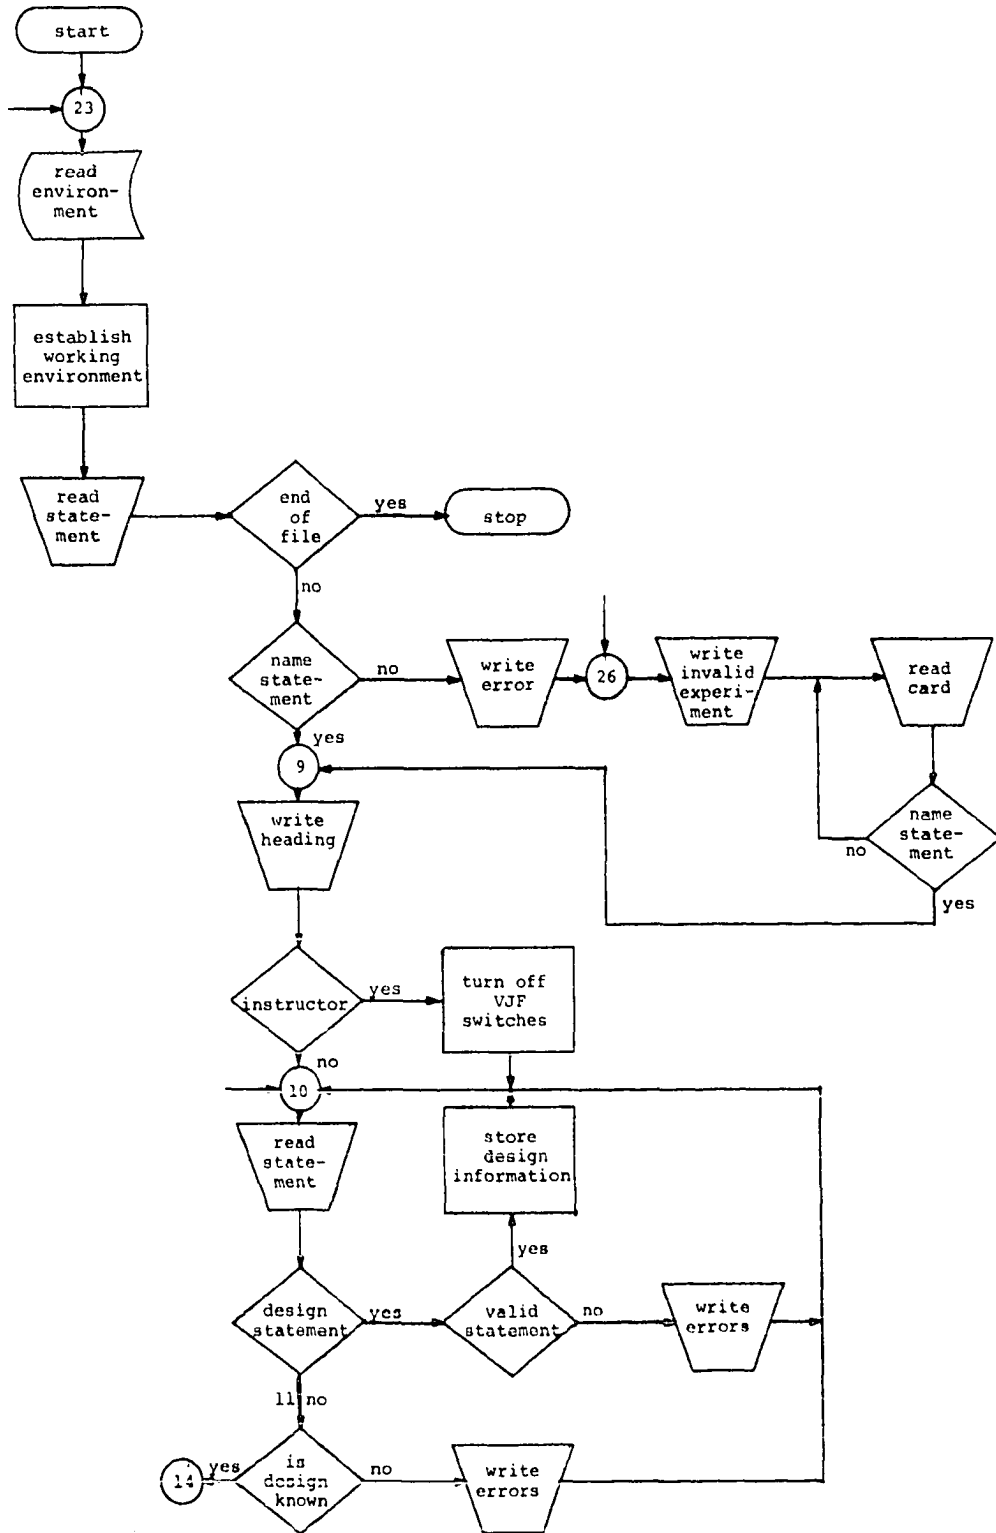 start
23
read
environ-
ment
establish
working
environment
read
state-
ment
end
of
file
yes
stop
no
name
state-
ment
no
write
error
26
write
invalid
experi-
ment
read
card
yes
9
name
state-
ment
no
yes
write
heading
instructor
yes
turn off
VJF
switches
no
10
read
state-
ment
store
design
information
yes
design
statement
yes
valid
statement
no
write
errors
11 no
is
design
known
yes
14
no
write
errors